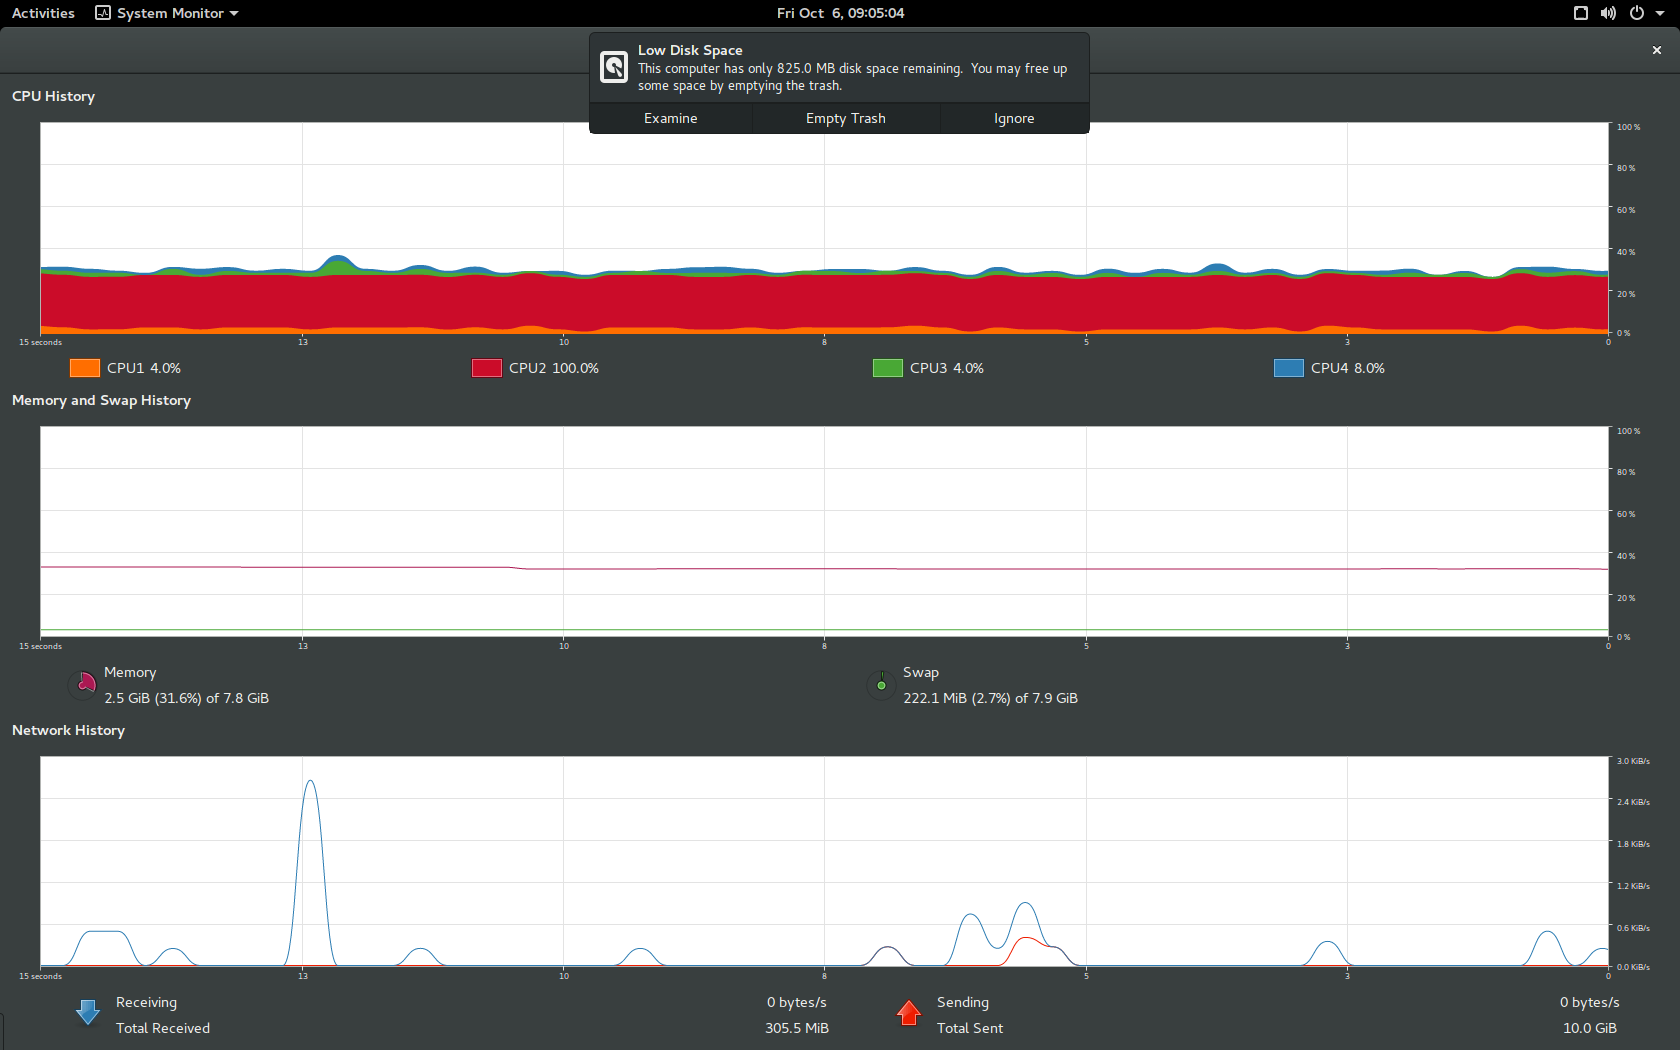 Activities System Monitor Fri Oct 6, 09:05:04
Low Disk Space
This computer has only 825.0 MB disk space remaining. You may free up
some space by emptying the trash.
Examine Empty Trash Ignore
CPU History
100 %
80 %
60 %
40 %
20 %
0 %
15 seconds 13 10 8 5 3 0
CPU1 4.0% CPU2 100.0% CPU3 4.0% CPU4 8.0%
Memory and Swap History
100 %
80 %
60 %
40 %
20 %
0 %
15 seconds 13 10 8 5 3 0
Memory
2.5 GiB (31.6%) of 7.8 GiB
Swap
222.1 MiB (2.7%) of 7.9 GiB
Network History
3.0 KiB/s
2.4 KiB/s
1.8 KiB/s
1.2 KiB/s
0.6 KiB/s
0.0 KiB/s
15 seconds 13 10 8 5 3 0
Receiving 0 bytes/s
Total Received 305.5 MiB
Sending 0 bytes/s
Total Sent 10.0 GiB